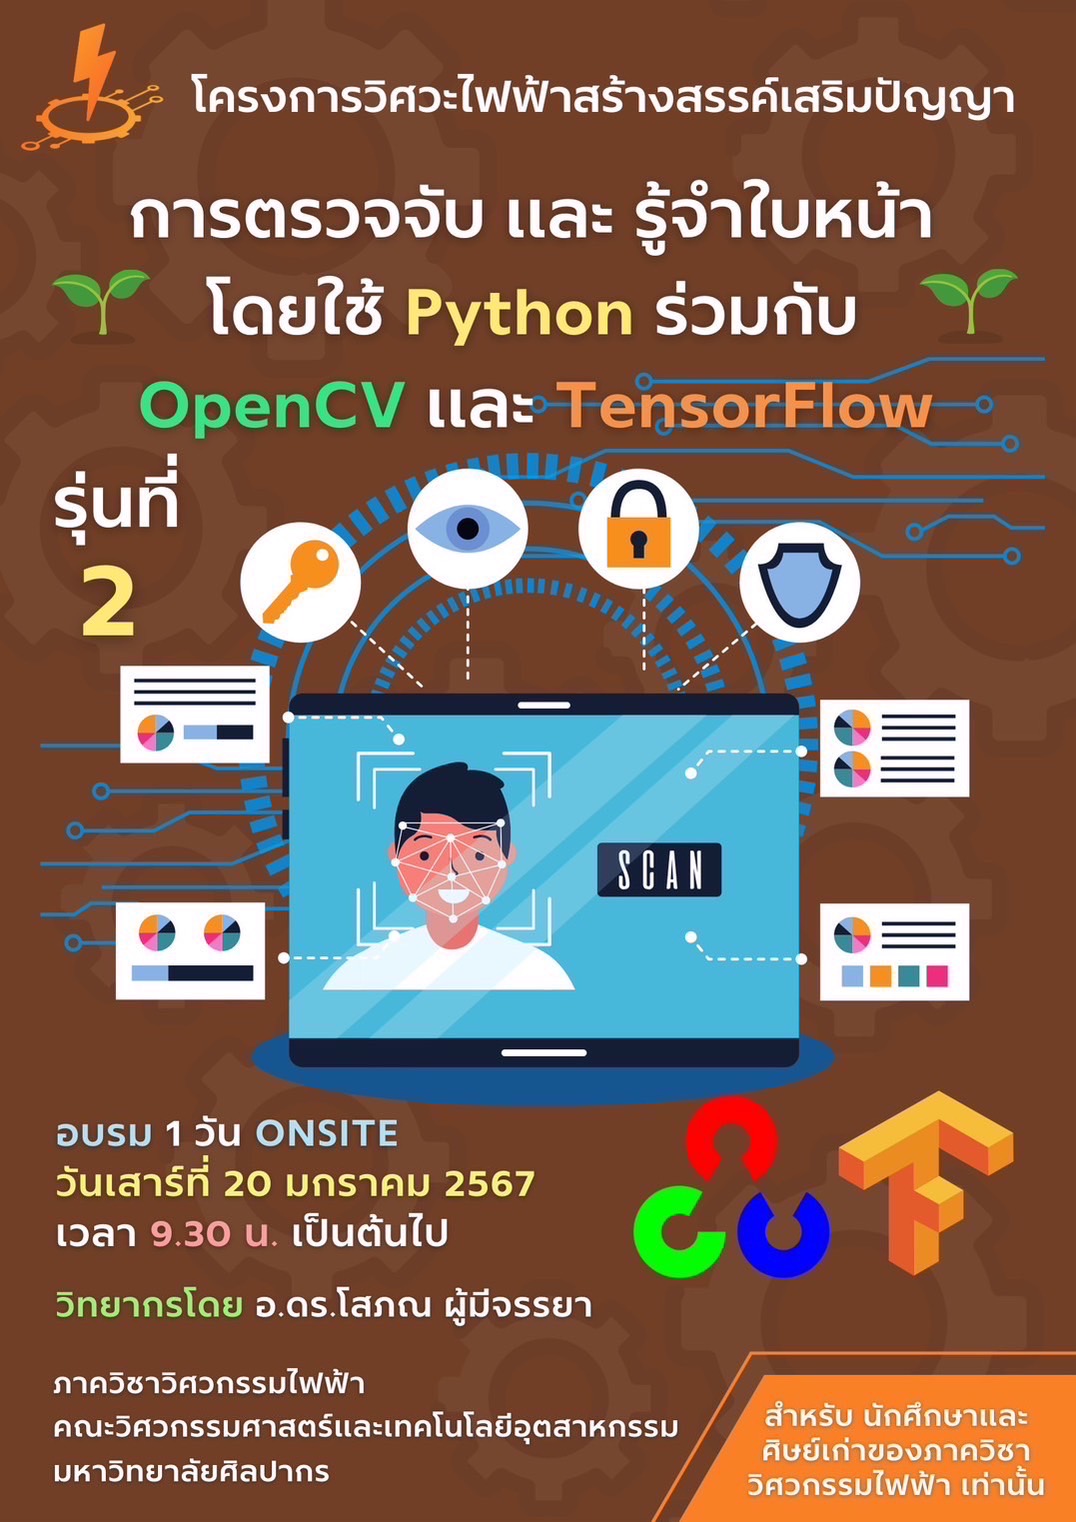 โครงการวิศวะไฟฟ้าสร้างสรรค์เสริมปัญญา
การตรวจจับ และ รู้จำใบหน้า
โดยใช้ Python ร่วมกับ
OpenCV และ TensorFlow
รุ่นที่
2
SCAN
อบรม 1 วัน ONSITE
วันเสาร์ที่ 20 มกราคม 2567
เวลา 9.30 น. เป็นต้นไป
วิทยากรโดย อ.ดร.โสภณ ผู้มีจรรยา
ภาควิชาวิศวกรรมไฟฟ้า
คณะวิศวกรรมศาสตร์และเทคโนโลยีอุตสาหกรรม
มหาวิทยาลัยศิลปากร
สำหรับ นักศึกษาและ
ศิษย์เก่าของภาควิชา
วิศวกรรมไฟฟ้า เท่านั้น